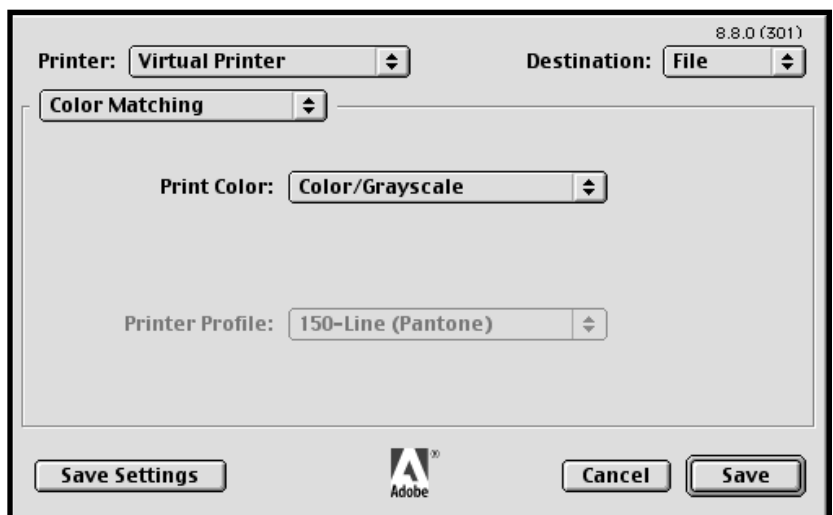 8.8.0 (301)
Printer: Virtual Printer Destination: File
Color Matching
Print Color: Color/Grayscale
Printer Profile: 150-Line (Pantone)
Save Settings Adobe® Cancel Save